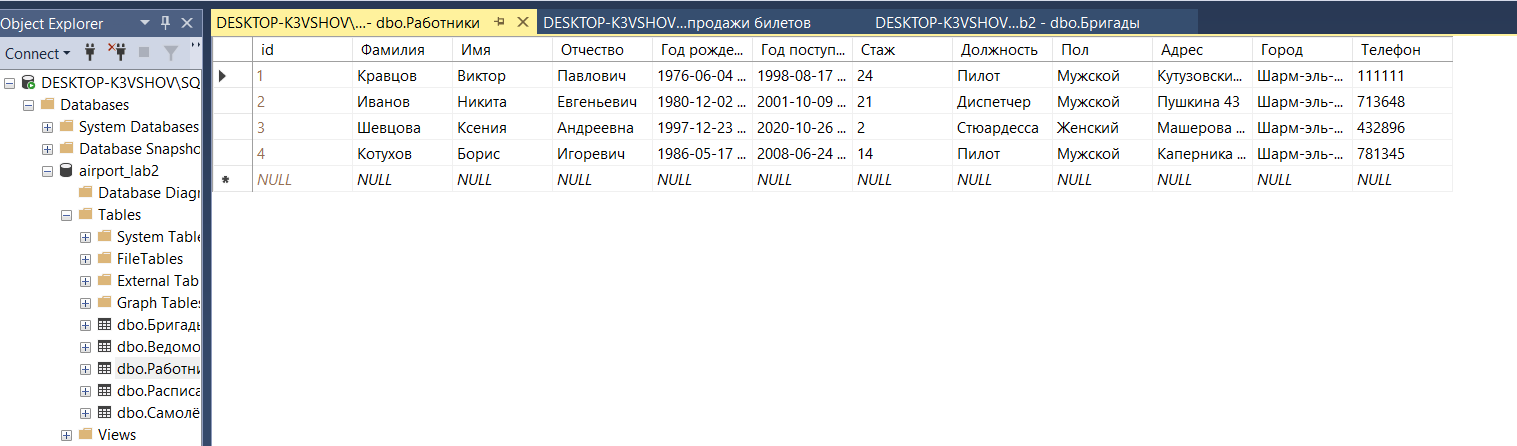 Object Explorer
Connect
DESKTOP-K3VSHOV\SQ
Databases
System Databases
Database Snapsho
airport_lab2
Database Diag
Tables
System Table
FileTables
External Tab
Graph Tables
dbo.Бригады
dbo.Ведомо
dbo.Работни
dbo.Расписа
dbo.Самолё
Views
DESKTOP-K3VSHOV\...- dbo.Работники DESKTOP-K3VSHOV...продажи билетов DESKTOP-K3VSHOV...b2 - dbo.Бригады
id Фамилия Имя Отчество Год рожде... Год поступ... Стаж Должность Пол Адрес Город Телефон
1 Кравцов Виктор Павлович 1976-06-04 ... 1998-08-17 ... 24 Пилот Мужской Кутузовски... Шарм-эль-... 111111
2 Иванов Никита Евгеньевич 1980-12-02 ... 2001-10-09 ... 21 Диспетчер Мужской Пушкина 43 Шарм-эль-... 713648
3 Шевцова Ксения Андреевна 1997-12-23 ... 2020-10-26 ... 2 Стюардесса Женский Машерова ... Шарм-эль-... 432896
4 Котухов Борис Игоревич 1986-05-17 ... 2008-06-24 ... 14 Пилот Мужской Каперника ... Шарм-эль-... 781345
NULL NULL NULL NULL NULL NULL NULL NULL NULL NULL NULL NULL